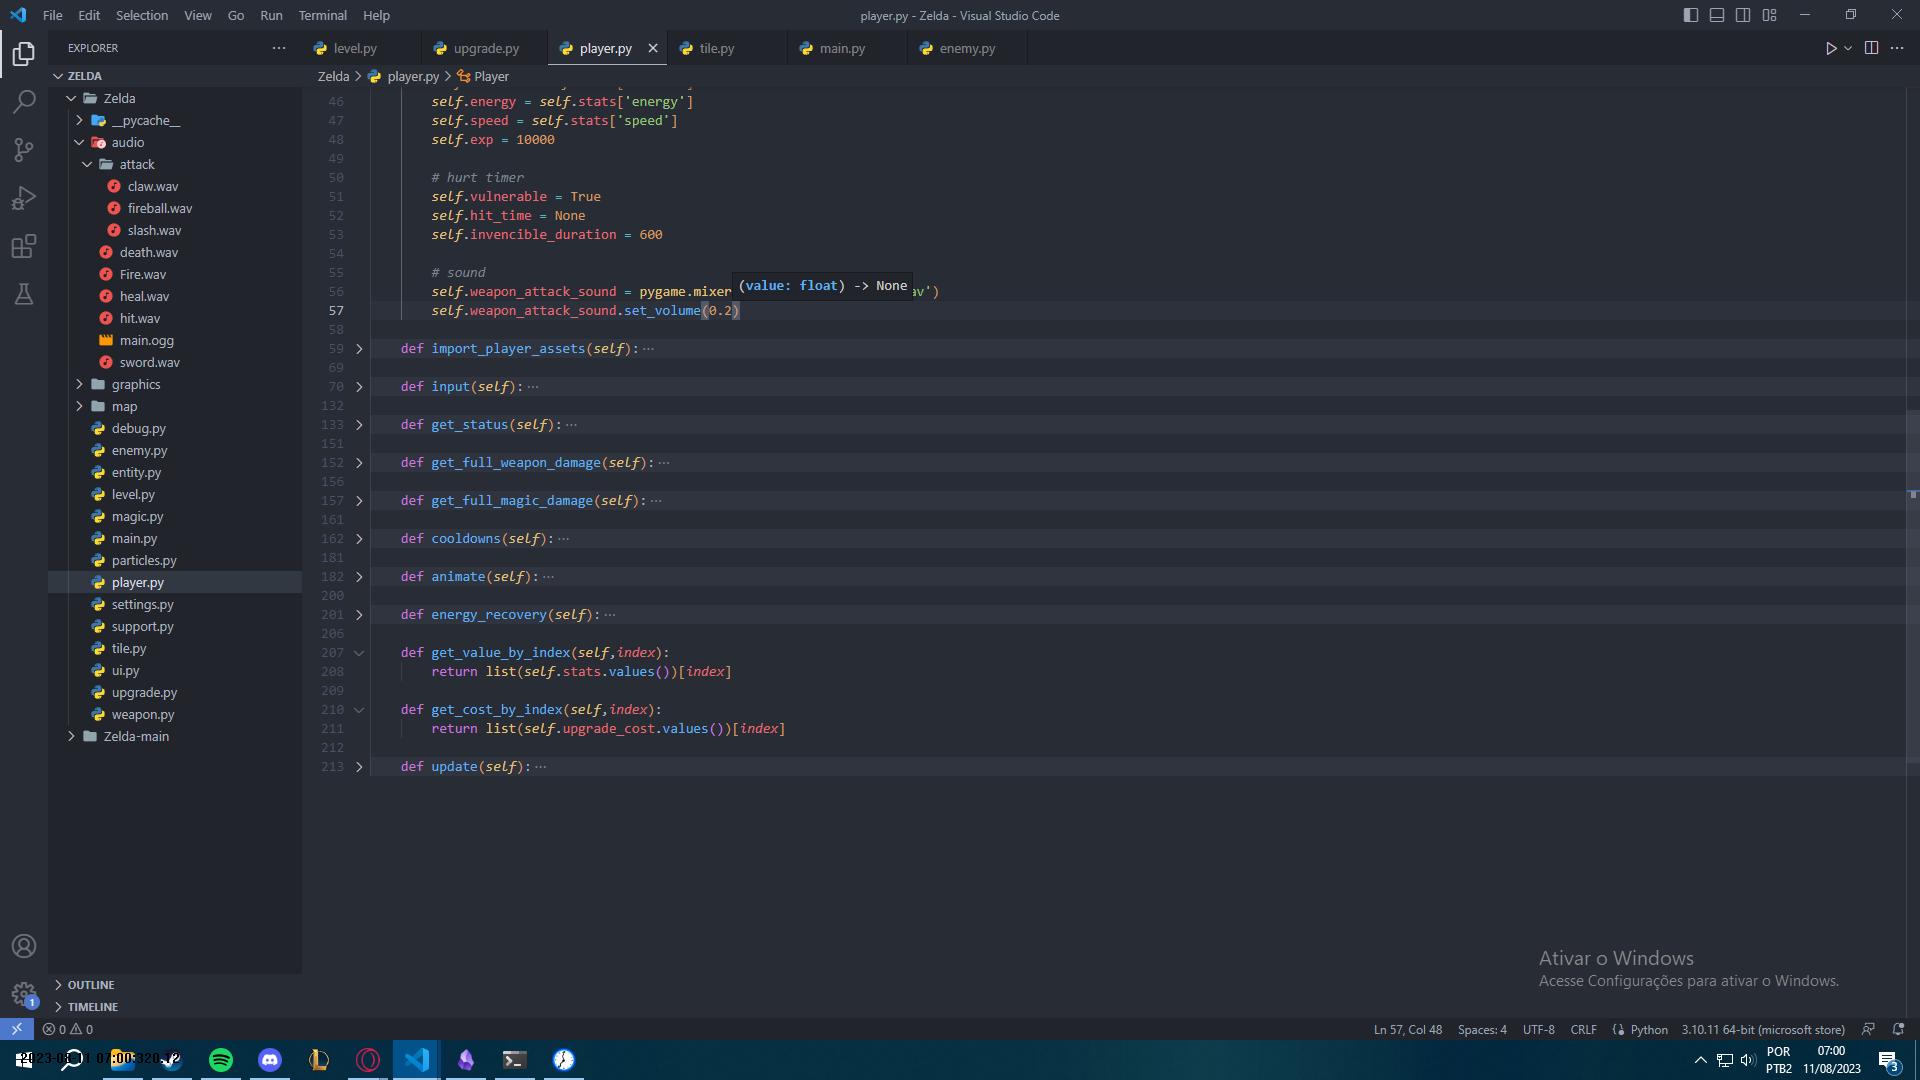 File Edit Selection View Go Run Terminal Help
player.py - Zelda - Visual Studio Code
EXPLORER
level.py upgrade.py player.py tile.py main.py enemy.py
ZELDA
Zelda > player.py > Player
Zelda
__pycache__
audio
attack
claw.wav
fireball.wav
slash.wav
death.wav
Fire.wav
heal.wav
hit.wav
main.ogg
sword.wav
graphics
map
debug.py
enemy.py
entity.py
level.py
magic.py
main.py
particles.py
player.py
settings.py
support.py
tile.py
ui.py
upgrade.py
weapon.py
Zelda-main
OUTLINE
TIMELINE
46 self.energy = self.stats['energy']
47 self.speed = self.stats['speed']
48 self.exp = 10000
49
50 # hurt timer
51 self.vulnerable = True
52 self.hit_time = None
53 self.invencible_duration = 600
54
55 # sound
(value: float) -> None
56 self.weapon_attack_sound = pygame.mixer av')
57 self.weapon_attack_sound.set_volume(0.2)
58
59 def import_player_assets(self): ···
69
70 def input(self): ···
132
133 def get_status(self): ···
151
152 def get_full_weapon_damage(self): ···
156
157 def get_full_magic_damage(self): ···
161
162 def cooldowns(self): ···
181
182 def animate(self): ···
200
201 def energy_recovery(self): ···
206
207 def get_value_by_index(self,index):
208 return list(self.stats.values())[index]
209
210 def get_cost_by_index(self,index):
211 return list(self.upgrade_cost.values())[index]
212
213 def update(self): ···
Ativar o Windows
Acesse Configurações para ativar o Windows.
1
0 0
Ln 57, Col 48 Spaces: 4 UTF-8 CRLF Python 3.10.11 64-bit (microsoft store)
POR
PTB2
07:00
11/08/2023
3